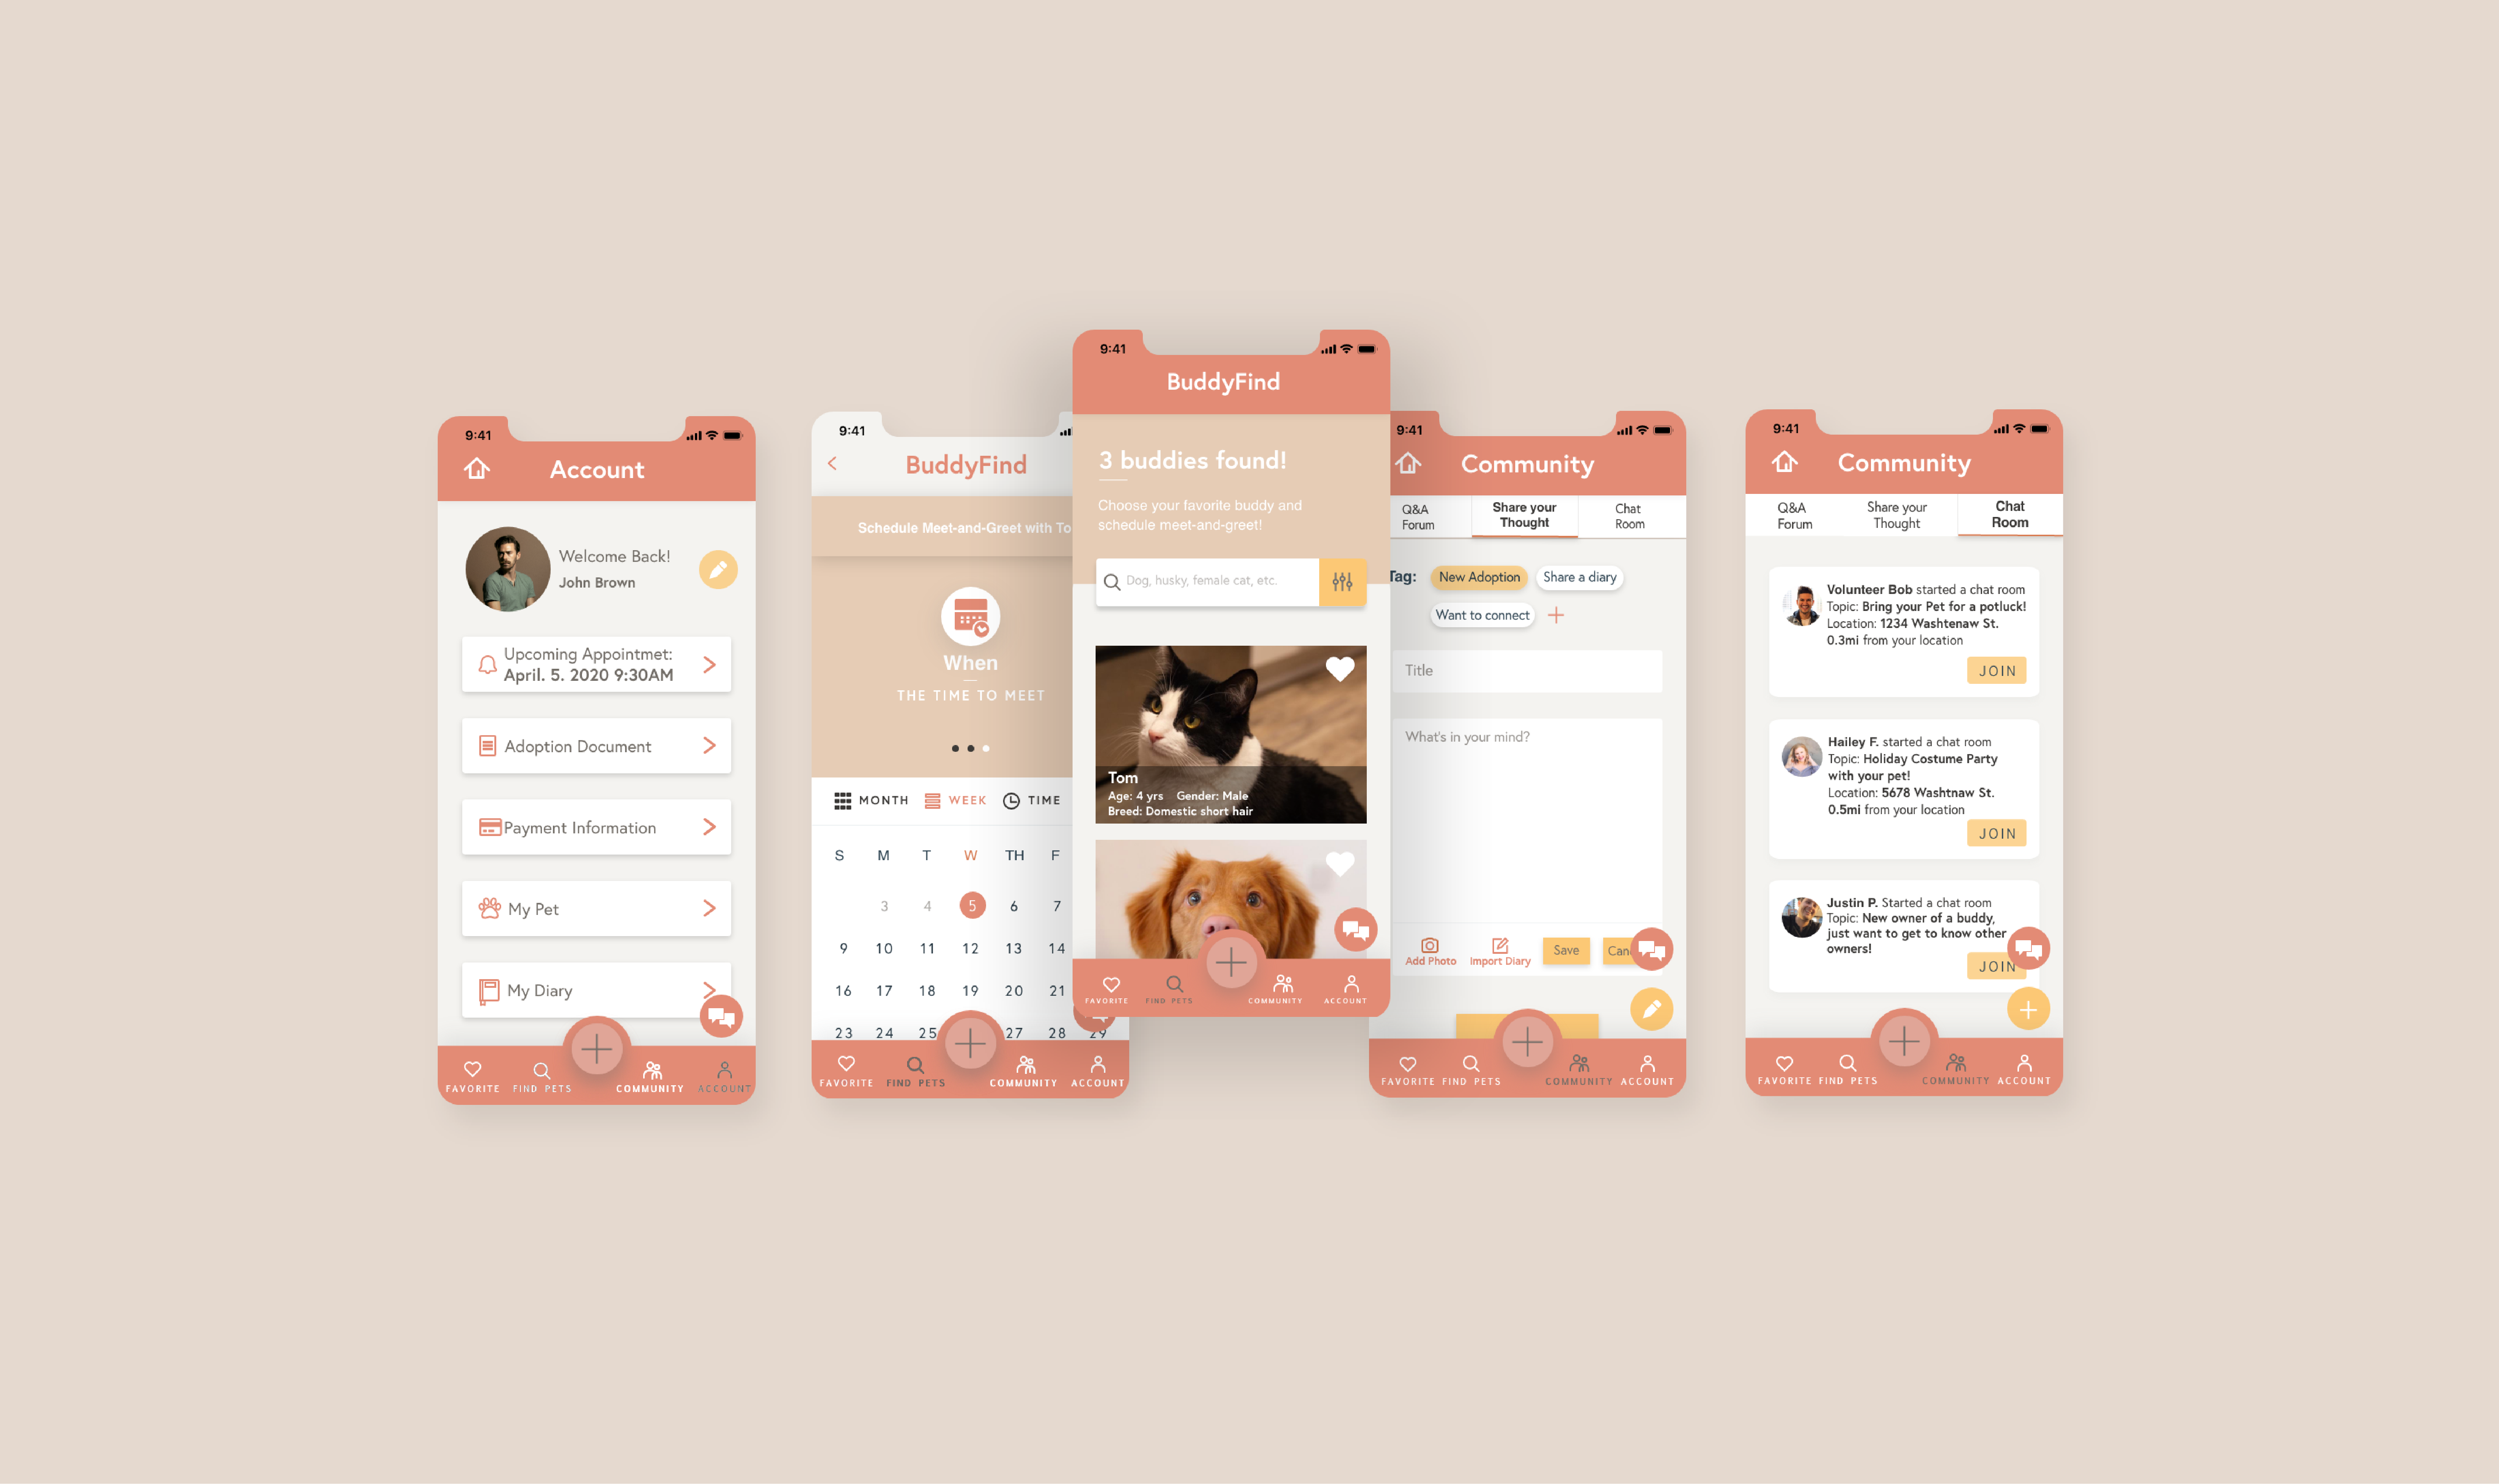 9:41
Account
Welcome Back!
John Brown
Upcoming Appointmet:
April. 5. 2020 9:30AM
Adoption Document
Payment Information
My Pet
My Diary
FAVORITE FIND PETS COMMUNITY ACCOUNT
9:41
BuddyFind
Schedule Meet-and-Greet with To
When
THE TIME TO MEET
MONTH WEEK TIME
S M T W TH F
3 4 5 6 7
9 10 11 12 13 14
16 17 18 19 20 21
23 24 25 27 28 29
FAVORITE FIND PETS COMMUNITY ACCOUNT
9:41
BuddyFind
3 buddies found!
Choose your favorite buddy and
schedule meet-and-greet!
Dog, husky, female cat, etc.
Tom
Age: 4 yrs Gender: Male
Breed: Domestic short hair
FAVORITE FIND PETS COMMUNITY ACCOUNT
9:41
Community
Q&A
Forum
Share your
Thought
Chat
Room
Tag: New Adoption Share a diary
Want to connect
Title
What's in your mind?
Add Photo Import Diary Save Can
FAVORITE FIND PETS COMMUNITY ACCOUNT
9:41
Community
Q&A
Forum
Share your
Thought
Chat
Room
Volunteer Bob started a chat room
Topic: Bring your Pet for a potluck!
Location: 1234 Washtenaw St.
0.3mi from your location
JOIN
Hailey F. started a chat room
Topic: Holiday Costume Party
with your pet!
Location: 5678 Washtnaw St.
0.5mi from your location
JOIN
Justin P. Started a chat room
Topic: New owner of a buddy,
just want to get to know other
owners!
JOIN
FAVORITE FIND PETS COMMUNITY ACCOUNT